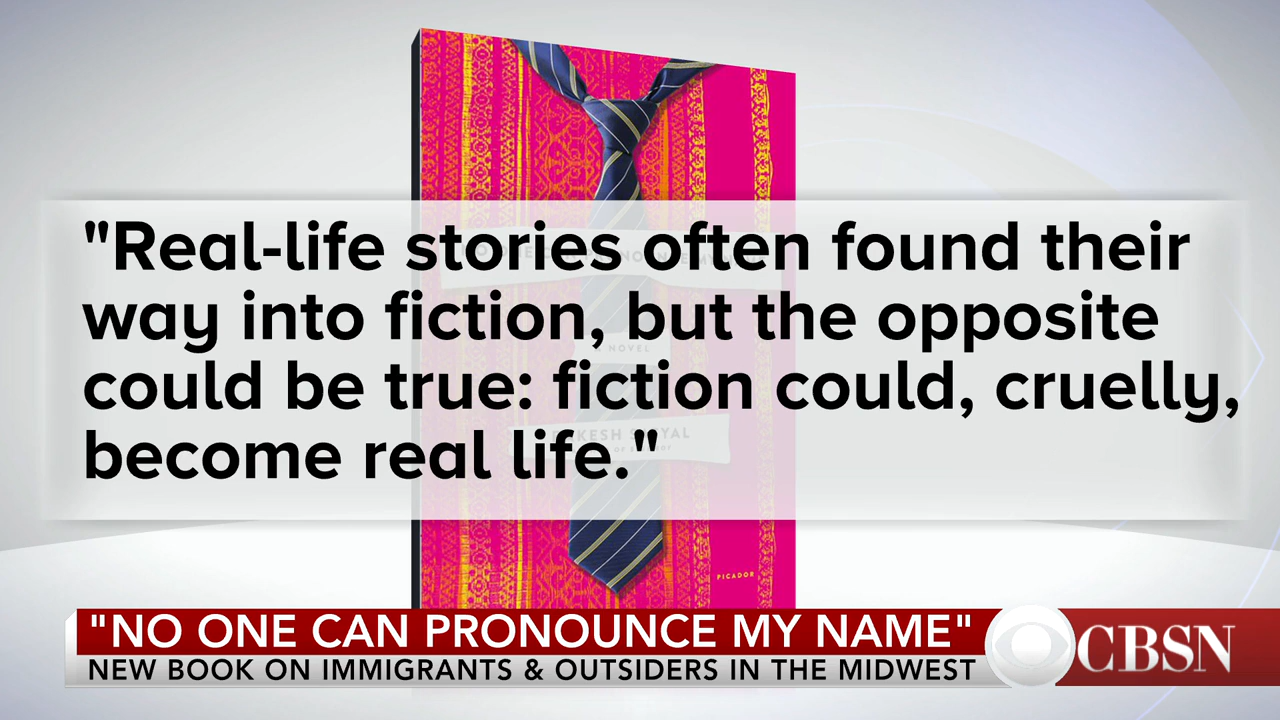 "Real-life stories often found their
way into fiction, but the opposite
could be true: fiction could, cruelly,
become real life."
A NOVEL
PICADOR
"NO ONE CAN PRONOUNCE MY NAME"
NEW BOOK ON IMMIGRANTS & OUTSIDERS IN THE MIDWEST
CBSN